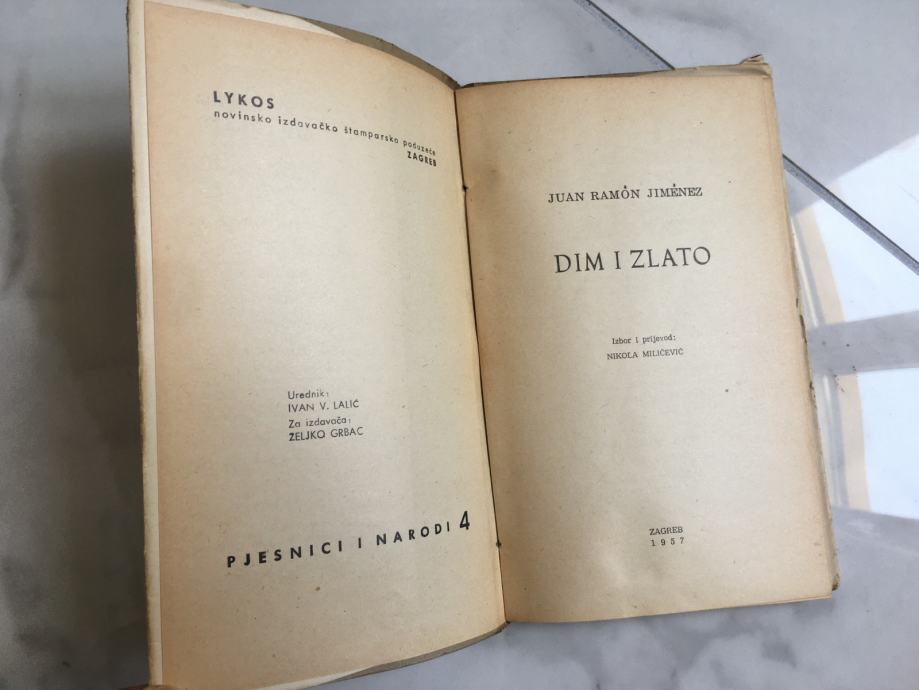 LYKOS
novinsko izdavačko štamparsko poduzeće
ZAGREB
Urednik:
IVAN V. LALIĆ
Za izdavača:
ŽELJKO GRBAC
PJESNICI I NARODI 4
JUAN RAMÓN JIMÉNEZ
DIM I ZLATO
Izbor i prijevod:
NIKOLA MILIĆEVIĆ
ZAGREB
1957